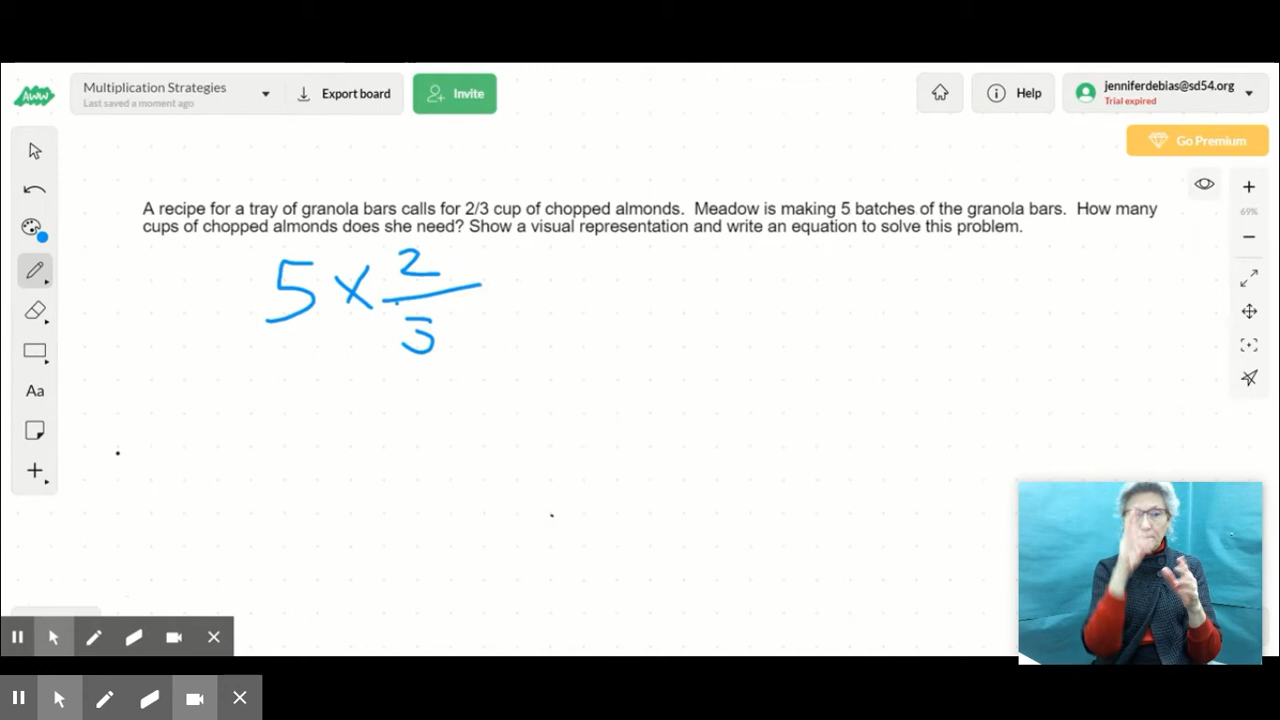 AWW
Multiplication Strategies
Last saved a moment ago
Export board
Invite
Help
jenniferdebias@sd54.org
Trial expired
Go Premium
69%
A recipe for a tray of granola bars calls for 2/3 cup of chopped almonds. Meadow is making 5 batches of the granola bars. How many
cups of chopped almonds does she need? Show a visual representation and write an equation to solve this problem.
5 x 2
3
Aa